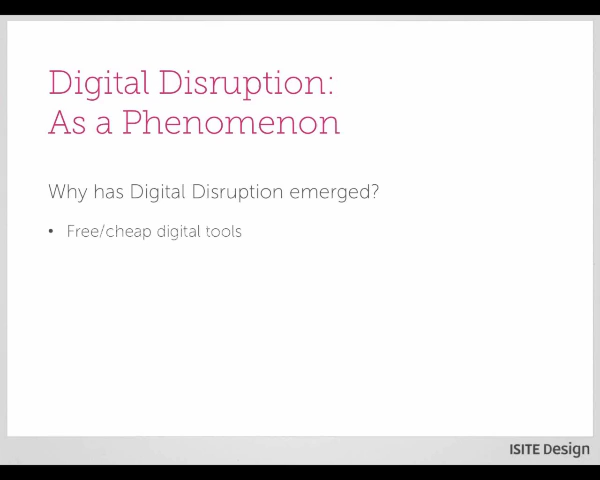 Digital Disruption:
As a Phenomenon
Why has Digital Disruption emerged?
• Free/cheap digital tools
ISITE Design